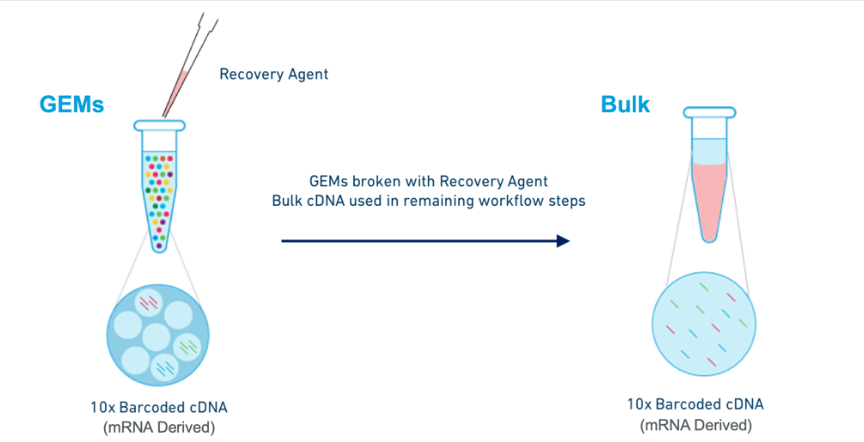 Recovery Agent
GEMs
Bulk
GEMs broken with Recovery Agent
Bulk cDNA used in remaining workflow steps
10x Barcoded cDNA
(mRNA Derived)
10x Barcoded cDNA
(mRNA Derived)